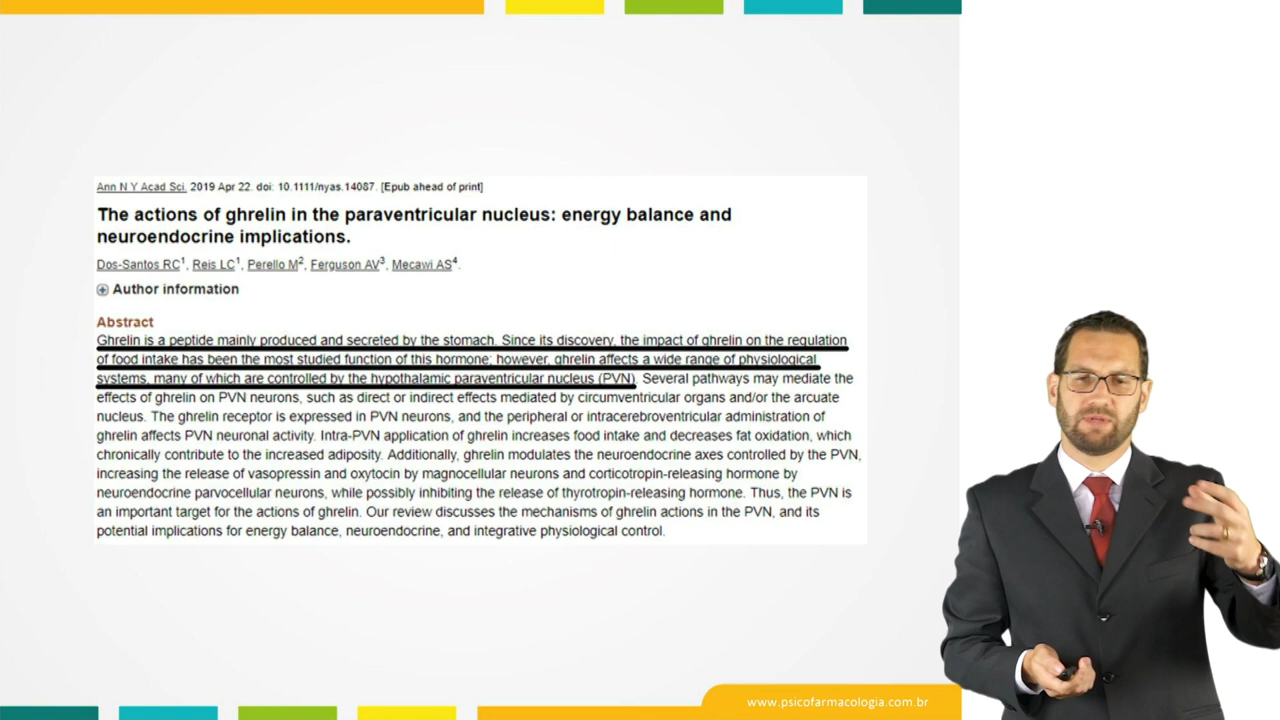 Ann N Y Acad Sci. 2019 Apr 22. doi: 10.1111/nyas.14087. [Epub ahead of print]
The actions of ghrelin in the paraventricular nucleus: energy balance and
neuroendocrine implications.
Dos-Santos RC1, Reis LC1, Perello M2, Ferguson AV3, Mecawi AS4.
Author information
Abstract
Ghrelin is a peptide mainly produced and secreted by the stomach. Since its discovery, the impact of ghrelin on the regulation
of food intake has been the most studied function of this hormone; however, ghrelin affects a wide range of physiological
systems, many of which are controlled by the hypothalamic paraventricular nucleus (PVN). Several pathways may mediate the
effects of ghrelin on PVN neurons, such as direct or indirect effects mediated by circumventricular organs and/or the arcuate
nucleus. The ghrelin receptor is expressed in PVN neurons, and the peripheral or intracerebroventricular administration of
ghrelin affects PVN neuronal activity. Intra-PVN application of ghrelin increases food intake and decreases fat oxidation, which
chronically contribute to the increased adiposity. Additionally, ghrelin modulates the neuroendocrine axes controlled by the PVN,
increasing the release of vasopressin and oxytocin by magnocellular neurons and corticotropin-releasing hormone by
neuroendocrine parvocellular neurons, while possibly inhibiting the release of thyrotropin-releasing hormone. Thus, the PVN is
an important target for the actions of ghrelin. Our review discusses the mechanisms of ghrelin actions in the PVN, and its
potential implications for energy balance, neuroendocrine, and integrative physiological control.
www.psicofarmacologia.com.br